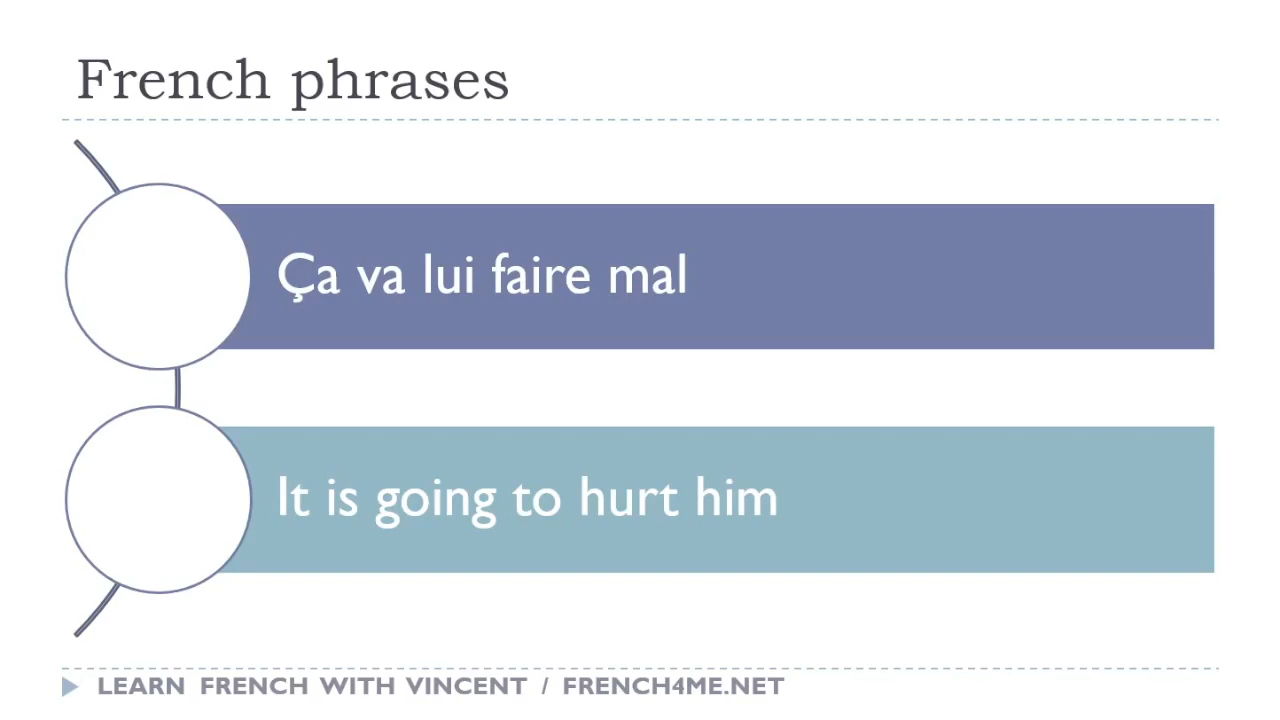 French phrases
Ça va lui faire mal
It is going to hurt him
LEARN FRENCH WITH VINCENT / FRENCH4ME.NET